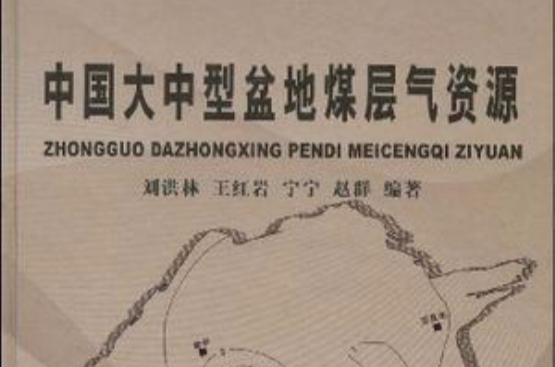 中国大中型盆地煤层气资源
ZHONGGUO DAZHONGXING PENDI MEICENGQI ZIYUAN
刘洪林 王红岩 宁宁 赵群 编著